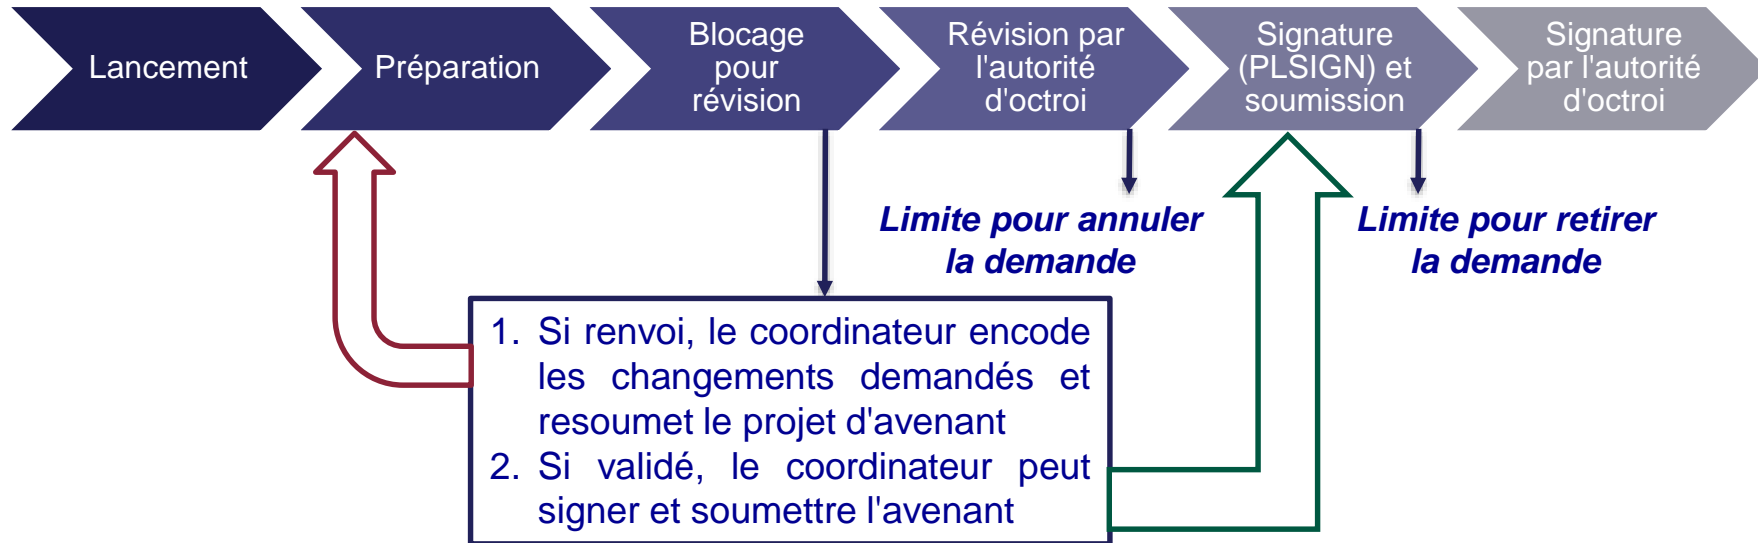 Lancement
Préparation
Blocage
pour
révision
Révision par
l'autorité
d'octroi
Signature
(PLSIGN) et
soumission
Signature
par l'autorité
d'octroi
Limite pour annuler
la demande
Limite pour retirer
la demande
1. Si renvoi, le coordinateur encode
les changements demandés et
resoumet le projet d'avenant
2. Si validé, le coordinateur peut
signer et soumettre l'avenant